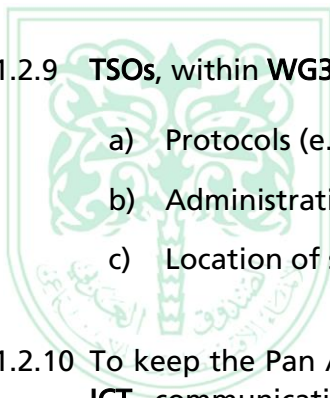 1.2.9 TSOs, within WG3
a) Protocols (e.
b) Administrati
c) Location of s
1.2.10 To keep the Pan A
ICT communicati